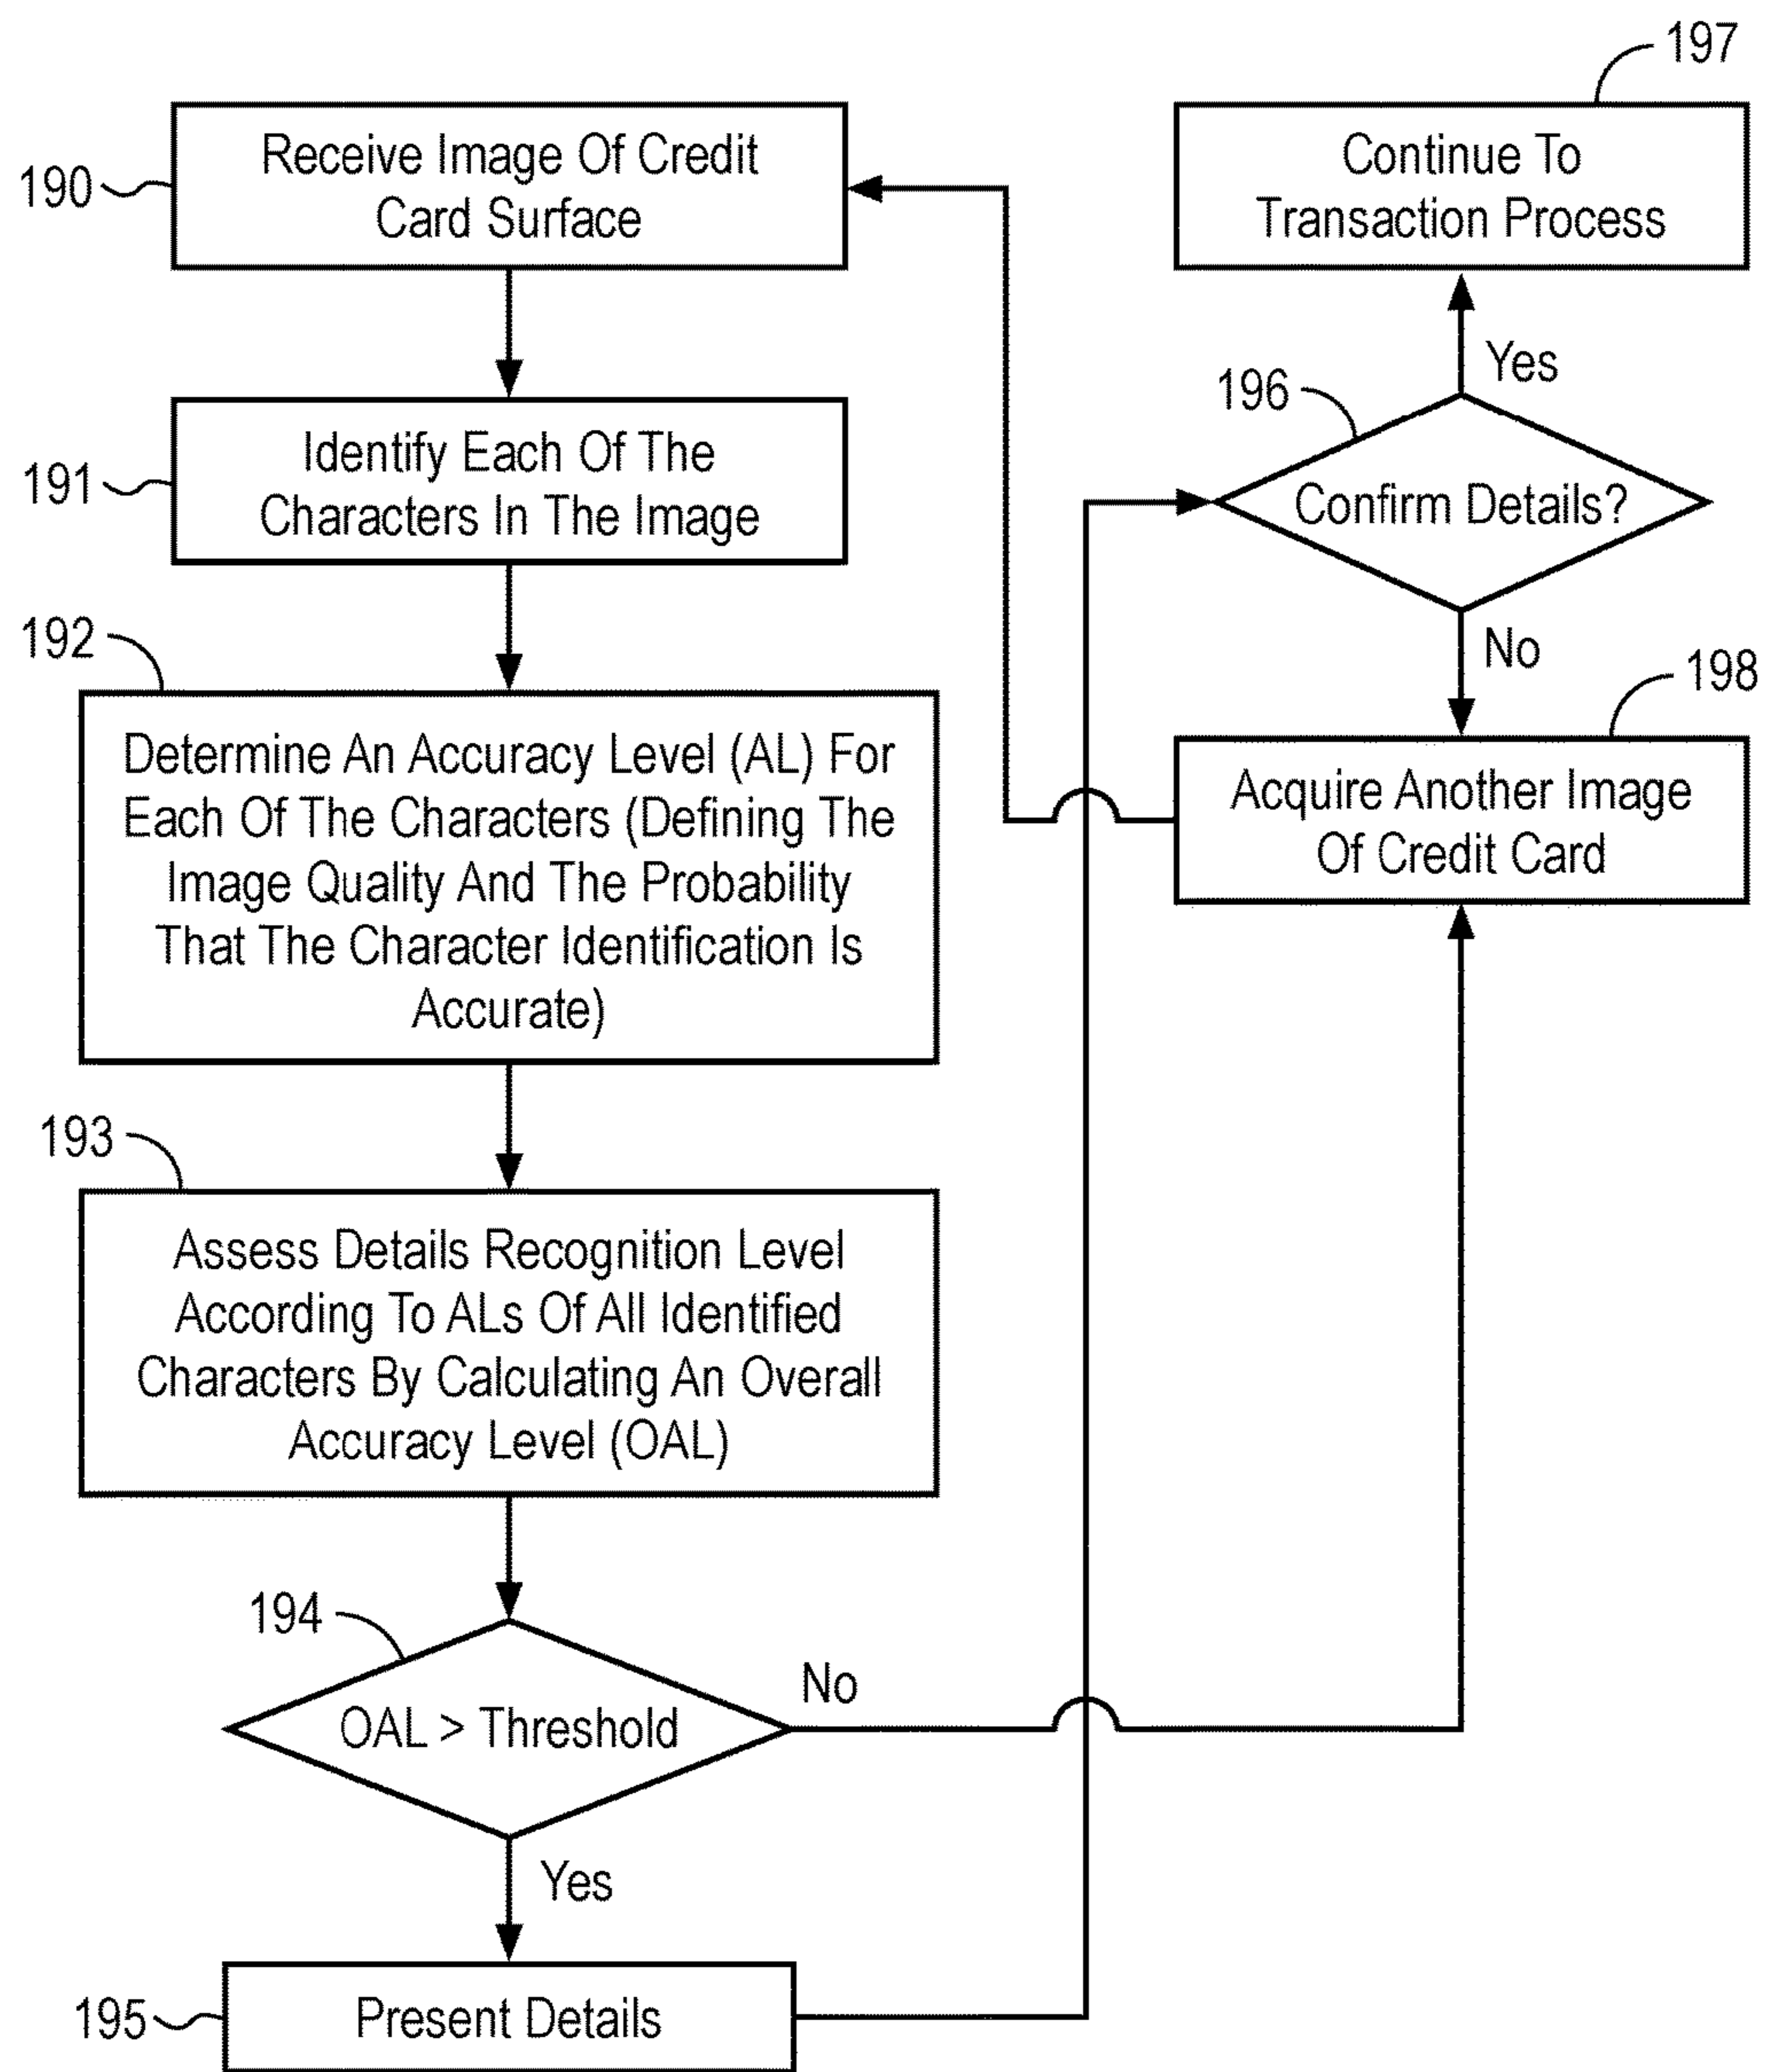 190
Receive Image Of Credit
Card Surface
191
Identify Each Of The
Characters In The Image
192
Determine An Accuracy Level (AL) For
Each Of The Characters (Defining The
Image Quality And The Probability
That The Character Identification Is
Accurate)
193
Assess Details Recognition Level
According To ALs Of All Identified
Characters By Calculating An Overall
Accuracy Level (OAL)
194
OAL > Threshold
No
Yes
195
Present Details
197
Continue To
Transaction Process
Yes
196
Confirm Details?
No
198
Acquire Another Image
Of Credit Card